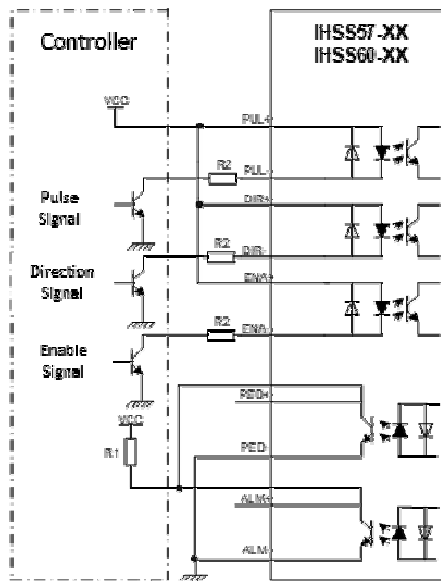 Controller
IHSS57-XX
IHSS60-XX
VCC
PUL+
R2
PUL-
Pulse
Signal
DIR+
R2
DIR-
Direction
Signal
ENA+
R2
ENA-
Enable
Signal
VCC
PED+
R1
PED-
ALM+
ALM-